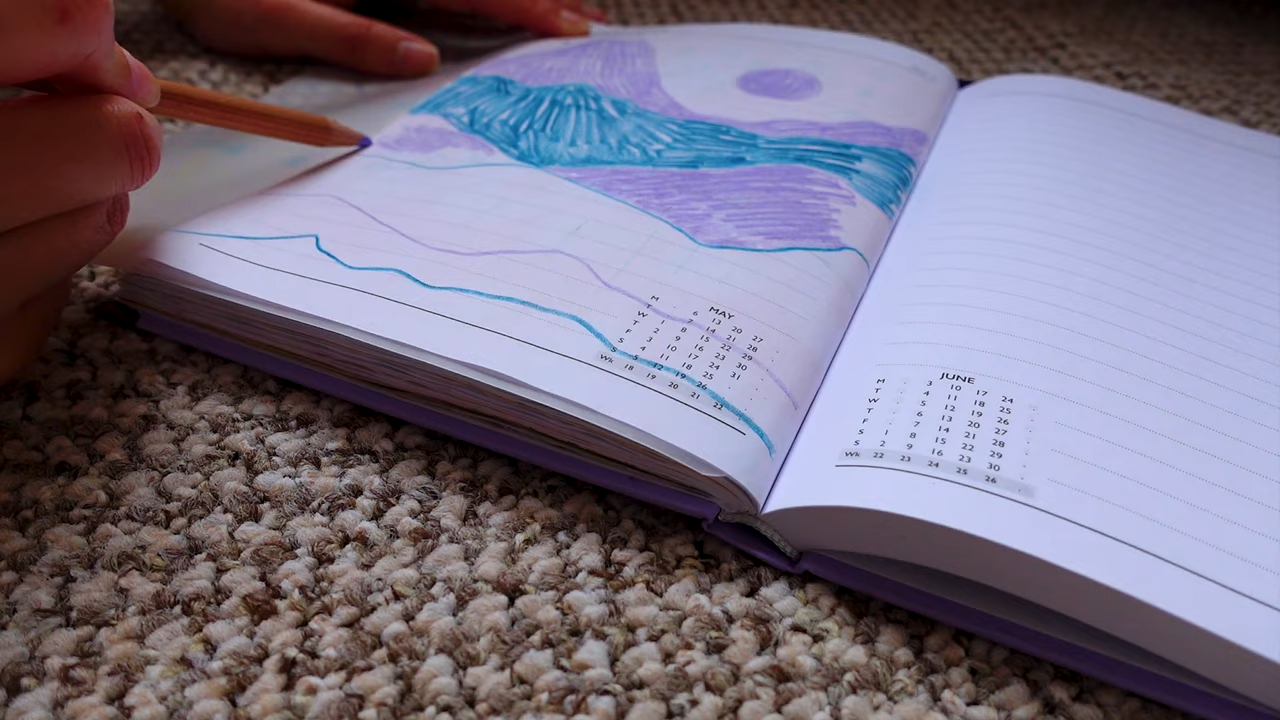 MAY
M 6 13 20 27
T 7 14 21 28
W 1 8 15 22 29
T 2 9 16 23 30
F 3 10 17 24 31
S 4 11 18 25
S 5 12 19 26
Wk 18 19 20 21 22
JUNE
M 3 10 17 24
T 4 11 18 25
W 5 12 19 26
T 6 13 20 27
F 7 14 21 28
S 1 8 15 22 29
S 2 9 16 23 30
Wk 22 23 24 25 26